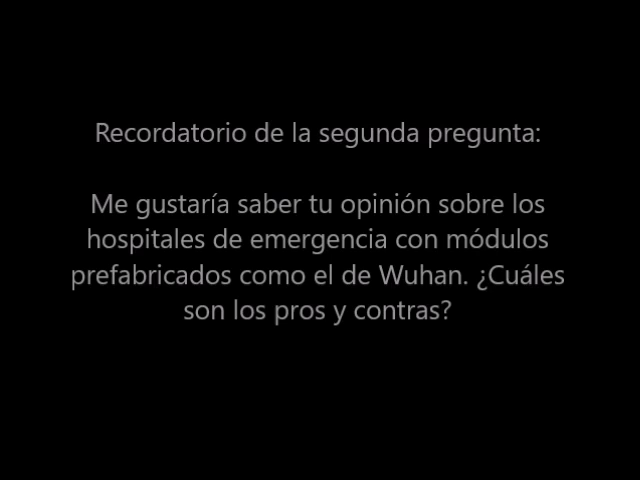 Recordatorio de la segunda pregunta:
Me gustaría saber tu opinión sobre los
hospitales de emergencia con módulos
prefabricados como el de Wuhan. ¿Cuáles
son los pros y contras?